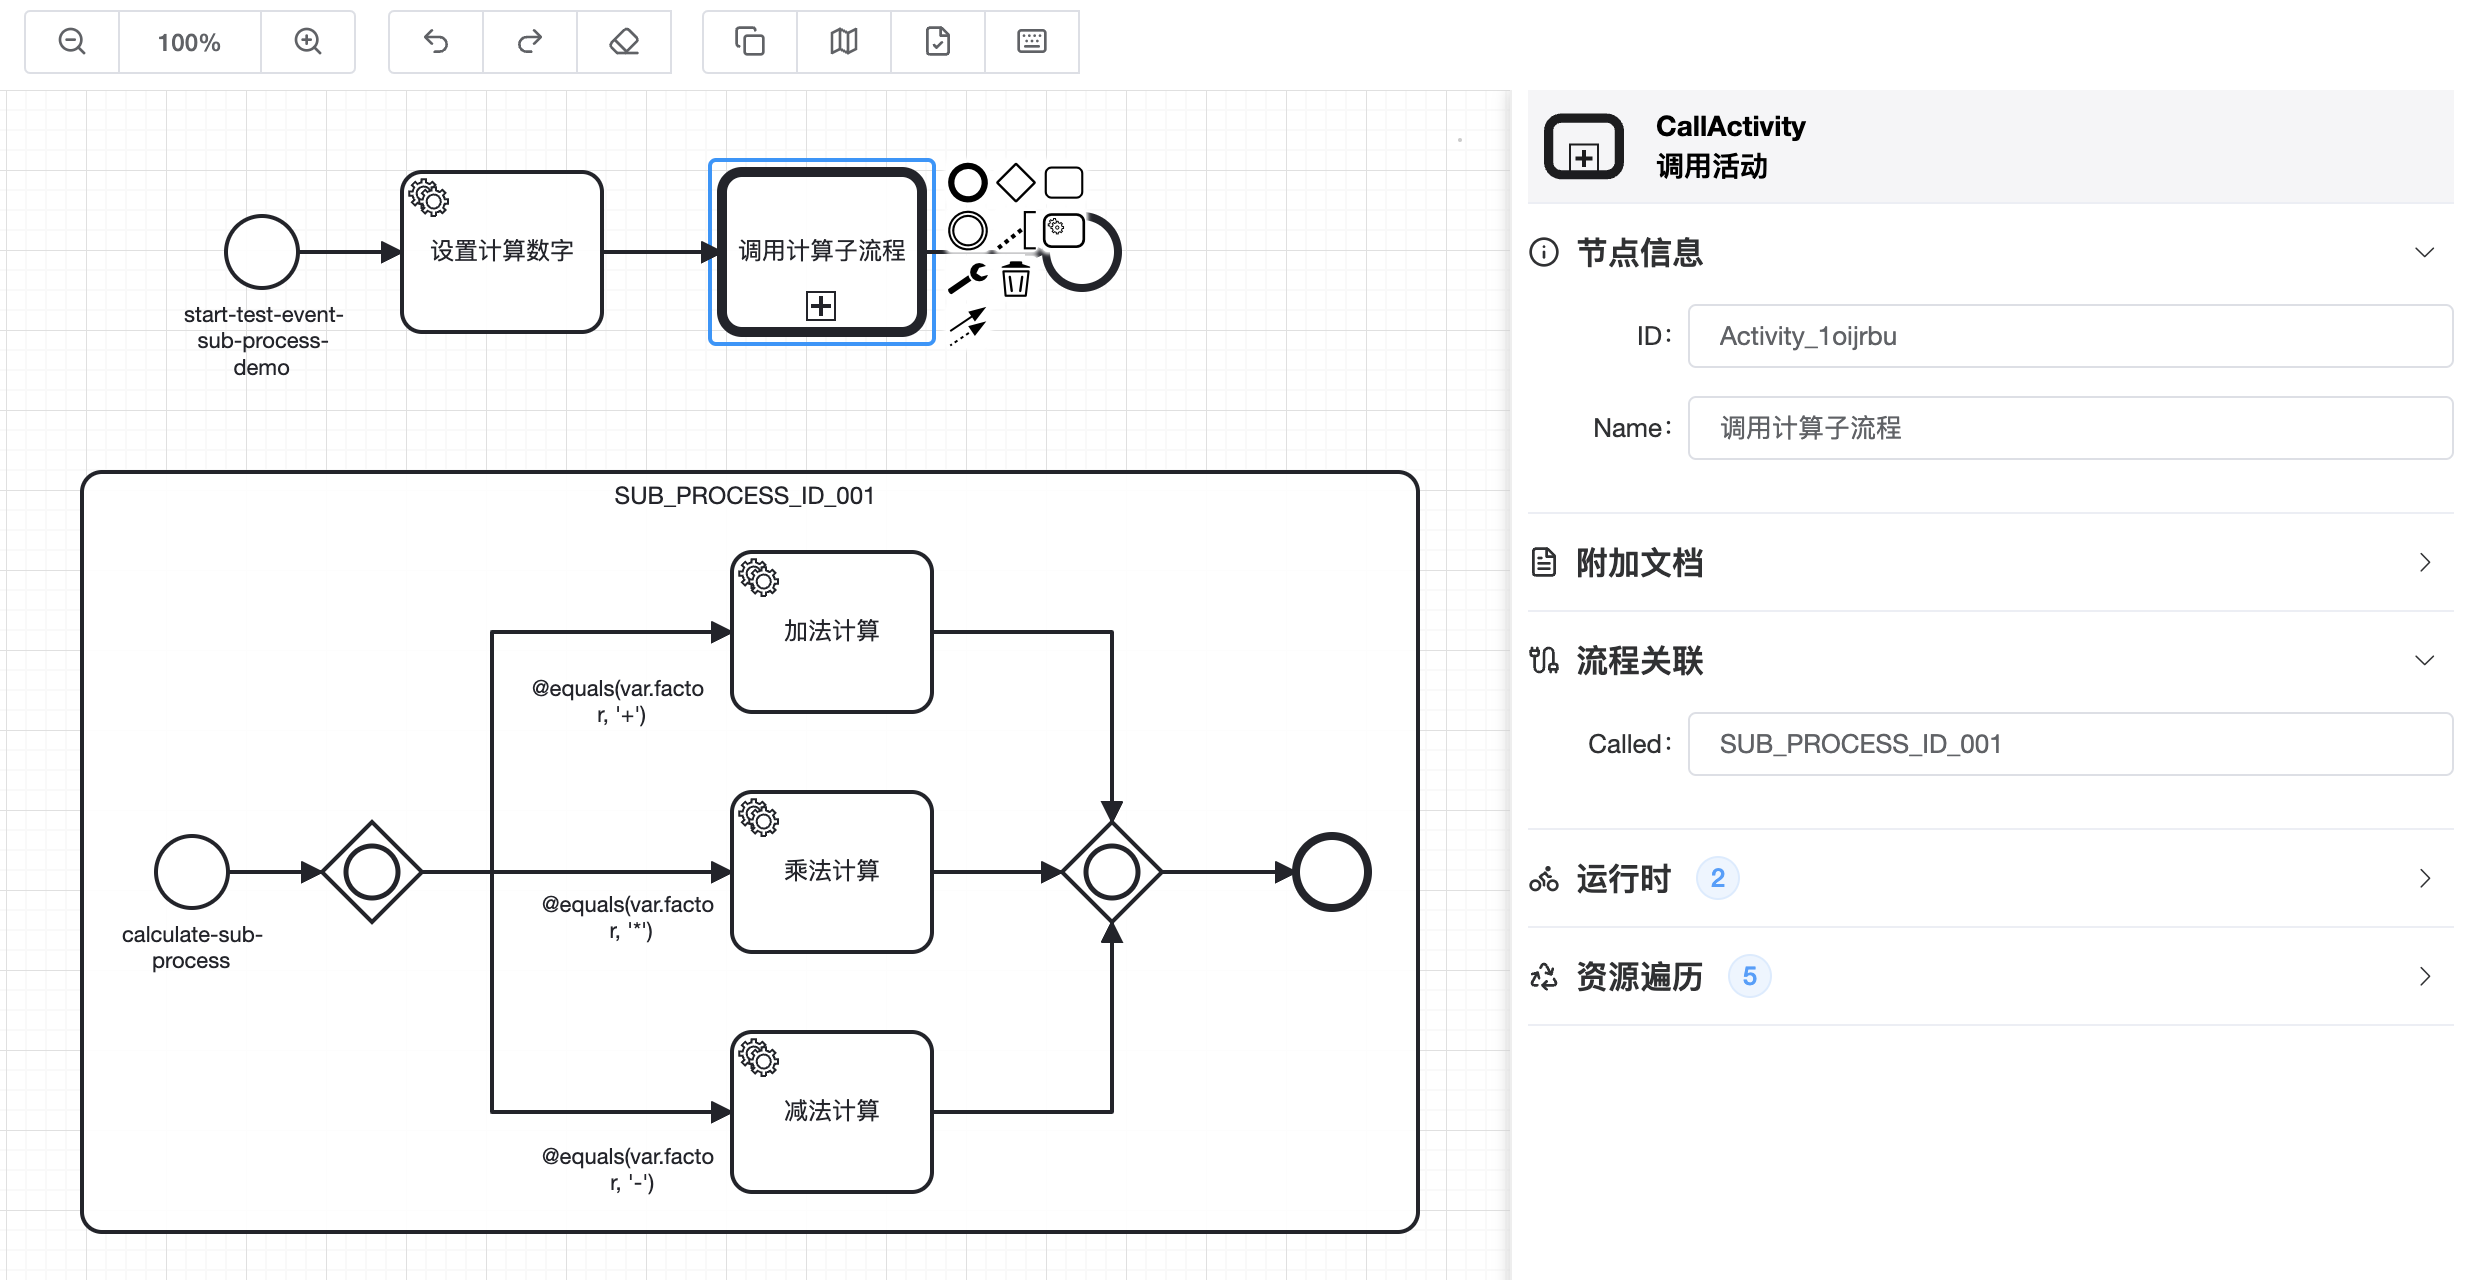 100%
设置计算数字
调用计算子流程
start-test-event-
sub-process-
demo
SUB_PROCESS_ID_001
加法计算
@equals(var.facto
r, '+')
乘法计算
@equals(var.facto
r, '*')
calculate-sub-
process
减法计算
@equals(var.facto
r, '-')
CallActivity
调用活动
节点信息
ID：
Activity_1oijrbu
Name：
调用计算子流程
附加文档
流程关联
Called：
SUB_PROCESS_ID_001
运行时 2
资源遍历 5